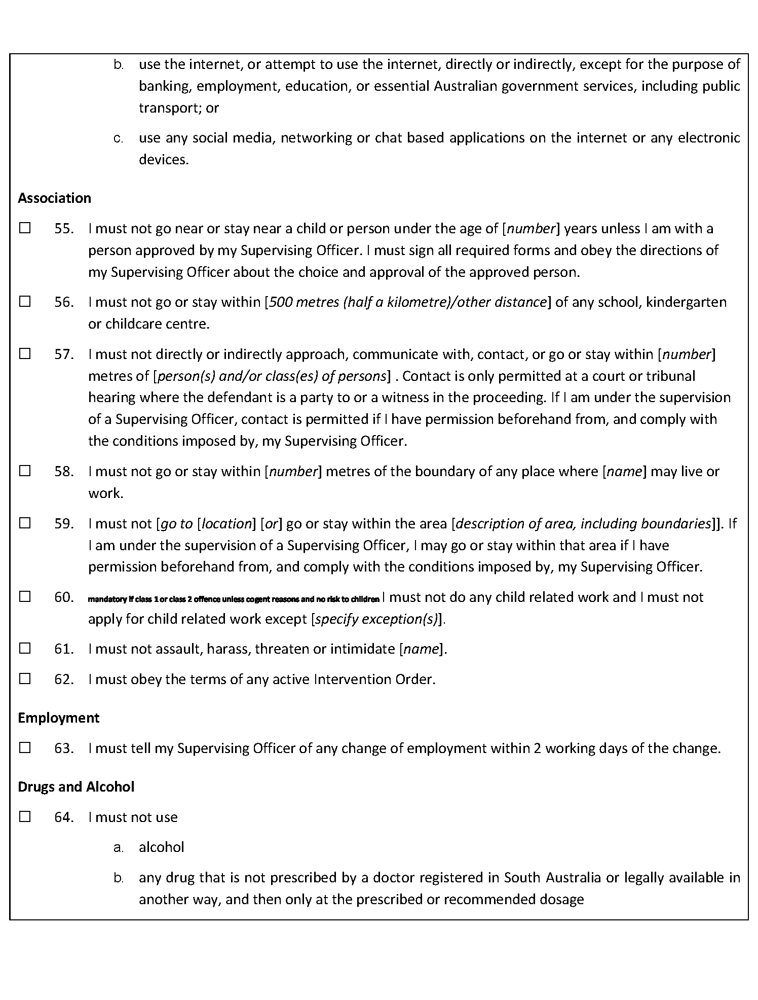 b. use the internet, or attempt to use the internet, directly or indirectly, except for the purpose of
banking, employment, education, or essential Australian government services, including public
transport; or
c. use any social media, networking or chat based applications on the internet or any electronic
devices.
Association
☐ 55. I must not go near or stay near a child or person under the age of [number] years unless I am with a
person approved by my Supervising Officer. I must sign all required forms and obey the directions of
my Supervising Officer about the choice and approval of the approved person.
☐ 56. I must not go or stay within [500 metres (half a kilometre)/other distance] of any school, kindergarten
or childcare centre.
☐ 57. I must not directly or indirectly approach, communicate with, contact, or go or stay within [number]
metres of [person(s) and/or class(es) of persons] . Contact is only permitted at a court or tribunal
hearing where the defendant is a party to or a witness in the proceeding. If I am under the supervision
of a Supervising Officer, contact is permitted if I have permission beforehand from, and comply with
the conditions imposed by, my Supervising Officer.
☐ 58. I must not go or stay within [number] metres of the boundary of any place where [name] may live or
work.
☐ 59. I must not [go to [location] [or] go or stay within the area [description of area, including boundaries]]. If
I am under the supervision of a Supervising Officer, I may go or stay within that area if I have
permission beforehand from, and comply with the conditions imposed by, my Supervising Officer.
☐ 60. mandatory if class 1 or class 2 offence unless cogent reasons and no risk to children I must not do any child related work and I must not
apply for child related work except [specify exception(s)].
☐ 61. I must not assault, harass, threaten or intimidate [name].
☐ 62. I must obey the terms of any active Intervention Order.
Employment
☐ 63. I must tell my Supervising Officer of any change of employment within 2 working days of the change.
Drugs and Alcohol
☐ 64. I must not use
a. alcohol
b. any drug that is not prescribed by a doctor registered in South Australia or legally available in
another way, and then only at the prescribed or recommended dosage